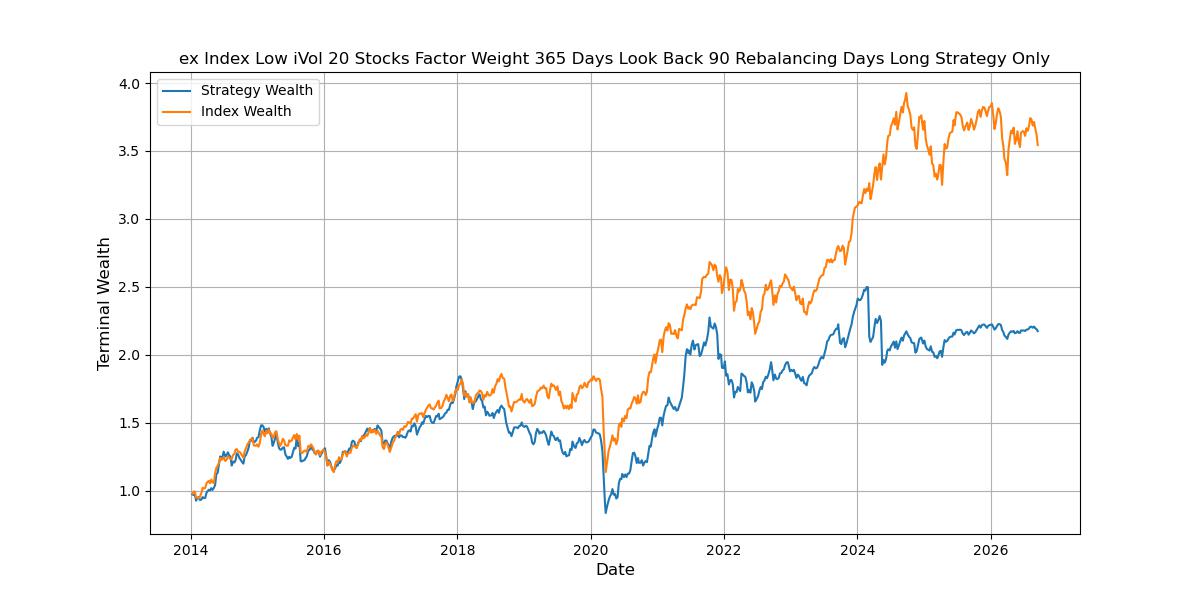 ex Index Low iVol 20 Stocks Factor Weight 365 Days Look Back 90 Rebalancing Days Long Strategy Only
Strategy Wealth
Index Wealth
Terminal Wealth
4.0
3.5
3.0
2.5
2.0
1.5
1.0
2014 2016 2018 2020 2022 2024 2026
Date